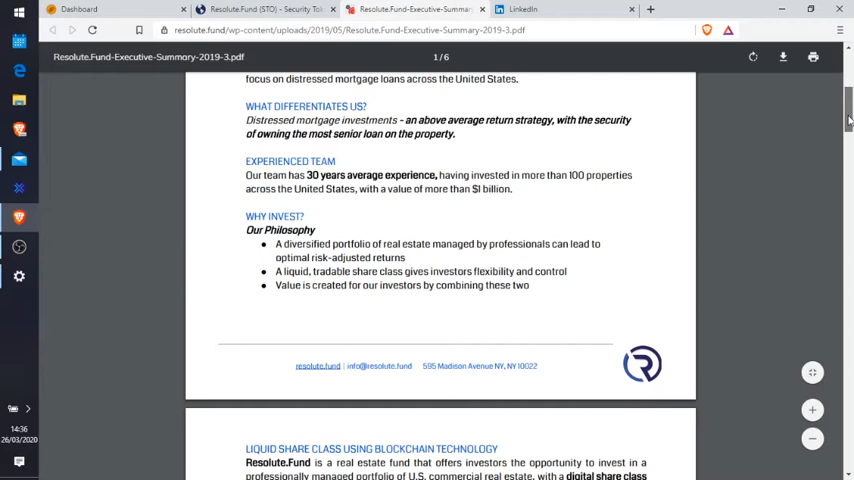 Dashboard
Resolute.Fund (STO) - Security Tok
Resolute.Fund-Executive-Summary
LinkedIn
resolute.fund/wp-content/uploads/2019/05/Resolute.Fund-Executive-Summary-2019-3.pdf
Resolute.Fund-Executive-Summary-2019-3.pdf
1/6
focus on distressed mortgage loans across the United States.
WHAT DIFFERENTIATES US?
Distressed mortgage investments - an above average return strategy, with the security
of owning the most senior loan on the property.
EXPERIENCED TEAM
Our team has 30 years average experience, having invested in more than 100 properties
across the United States, with a value of more than $1 billion.
WHY INVEST?
Our Philosophy
● A diversified portfolio of real estate managed by professionals can lead to
optimal risk-adjusted returns
● A liquid, tradable share class gives investors flexibility and control
● Value is created for our investors by combining these two
resolute.fund | info@resolute.fund 595 Madison Avenue NY, NY 10022
LIQUID SHARE CLASS USING BLOCKCHAIN TECHNOLOGY
Resolute.Fund is a real estate fund that offers investors the opportunity to invest in a
professionally managed portfolio of U.S. commercial real estate, with a digital share class
14:36
26/03/2020